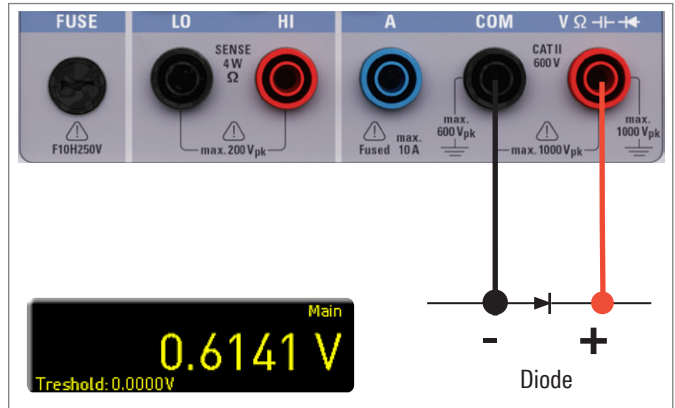 FUSE
LO
HI
A
COM
V Ω
SENSE
4 W
Ω
CAT II
600 V
F10H250V
max. 200 Vpk
Fused
max.
10 A
max.
600 Vpk
max. 1000 Vpk
max.
1000 Vpk
Main
0.6141 V
Treshold: 0.0000V
- +
Diode